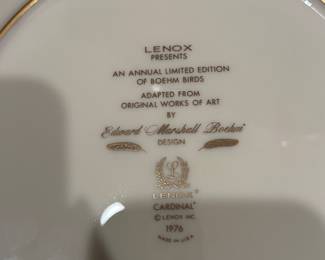 LENOX
PRESENTS
AN ANNUAL LIMITED EDITION
OF BOEHM BIRDS
ADAPTED FROM
ORIGINAL WORKS OF ART
BY
Edward Marshall Boehm®
DESIGN
L
LENOX®
CARDINAL®
© LENOX INC.
1976
MADE IN U.S.A.